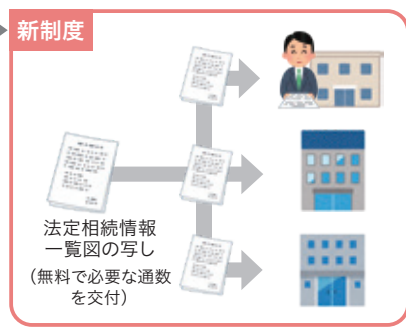 新制度
法定相続情報
一覧図の写し
（無料で必要な通数
を交付）